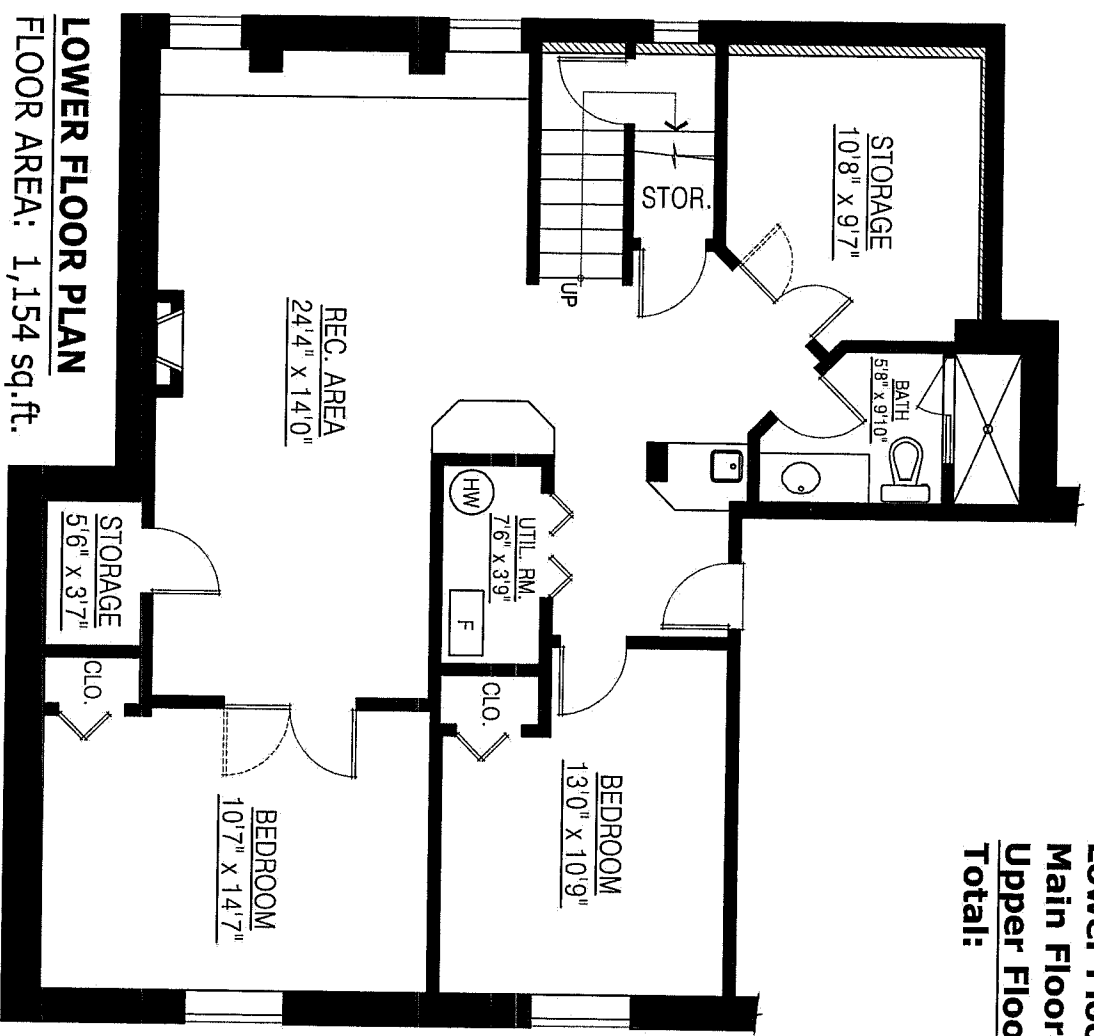 Main Floor
Total:
STORAGE
10'8" x 9'7"
BATH
5'8" x 9'10"
STOR.
UP
REC. AREA
24'4" x 14'0"
HW
UTIL. RM.
7'6" x 3'9"
F
CLO.
BEDROOM
13'0" x 10'9"
STORAGE
5'6" x 3'7"
CLO.
BEDROOM
10'7" x 14'7"
LOWER FLOOR PLAN
FLOOR AREA: 1,154 sq.ft.